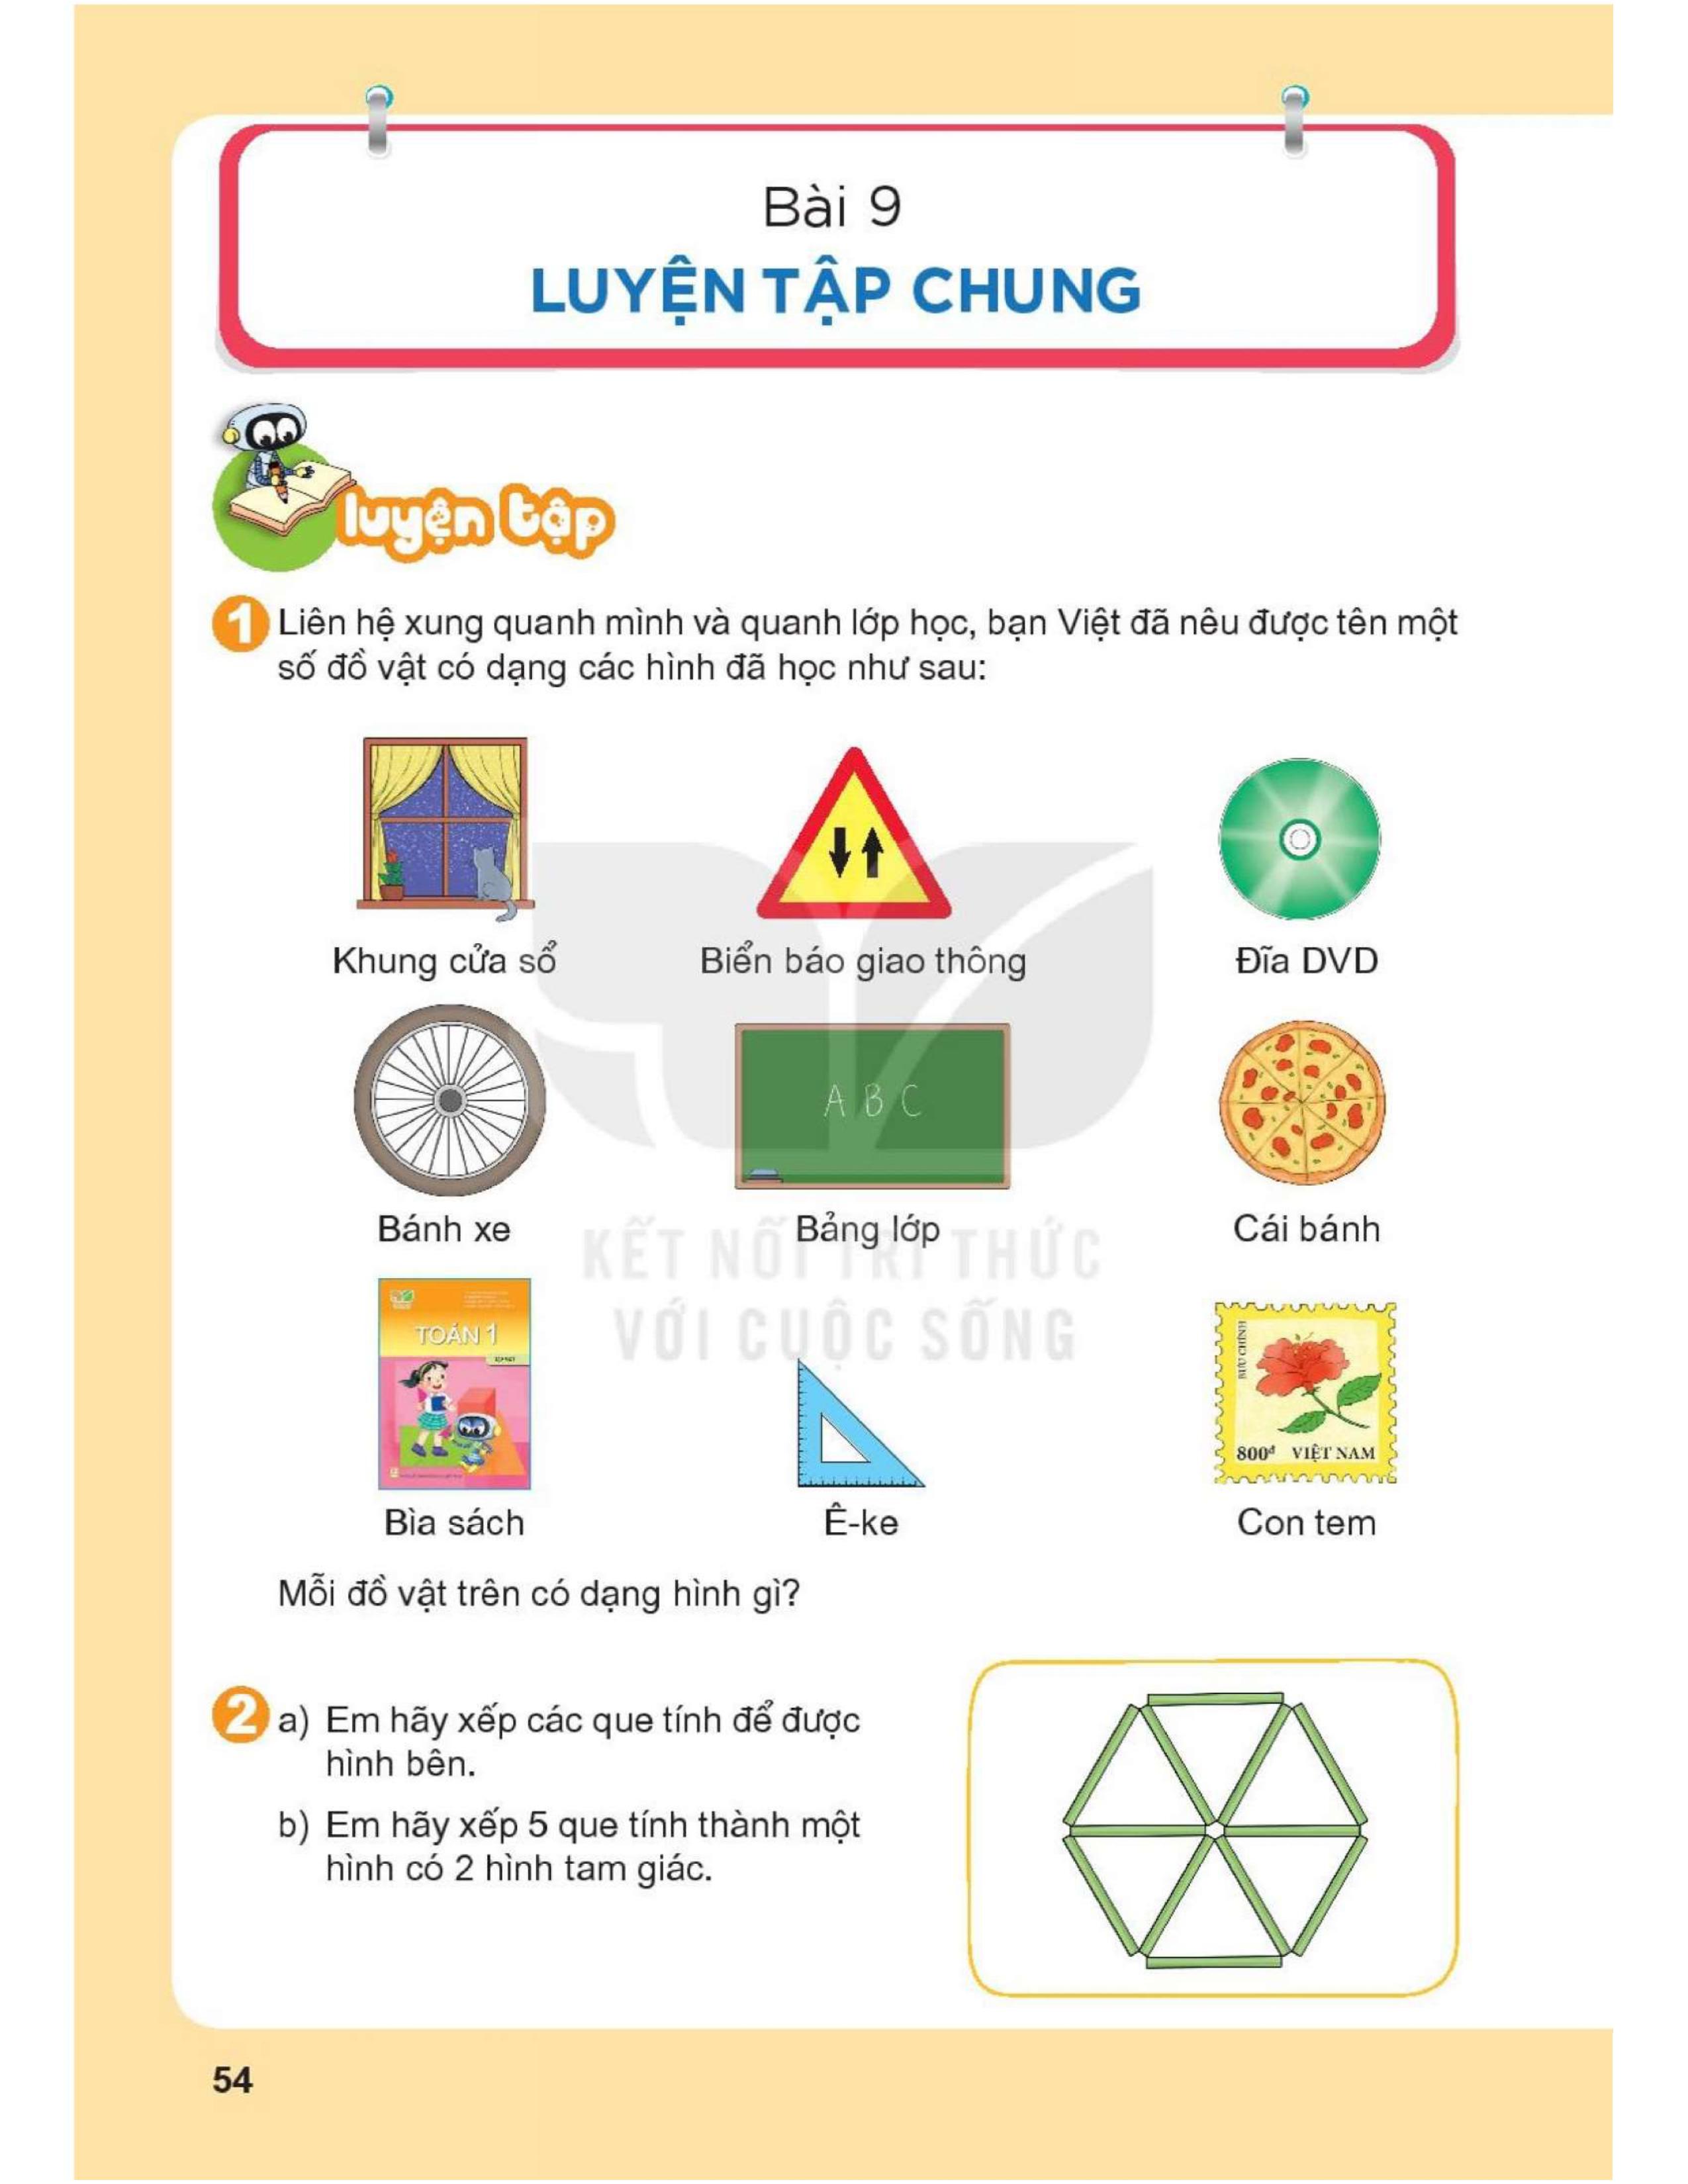 Bài 9
LUYỆN TẬP CHUNG
luyện tập
1 Liên hệ xung quanh mình và quanh lớp học, bạn Việt đã nêu được tên một
số đồ vật có dạng các hình đã học như sau:
Khung cửa sổ
Biển báo giao thông
Đĩa DVD
A B C
Bánh xe
Bảng lớp
Cái bánh
KẾT NỐI TRI THỨC
VỚI CUỘC SỐNG
TOÁN 1
BƯU CHÍNH
800đ VIỆT NAM
Bìa sách
Ê-ke
Con tem
Mỗi đồ vật trên có dạng hình gì?
2 a) Em hãy xếp các que tính để được
hình bên.
b) Em hãy xếp 5 que tính thành một
hình có 2 hình tam giác.
54